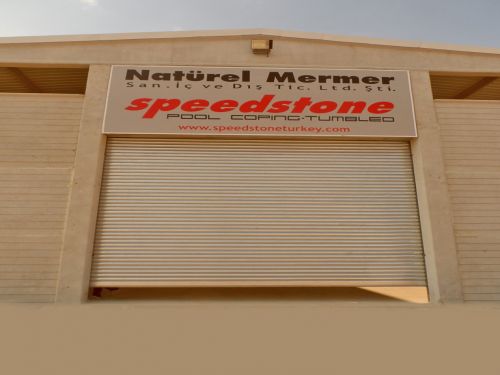 Natürel Mermer
San. İç ve Dış Tic. Ltd. Şti.
speedstone
POOL COPING-TUMBLED
www.speedstoneturkey.com